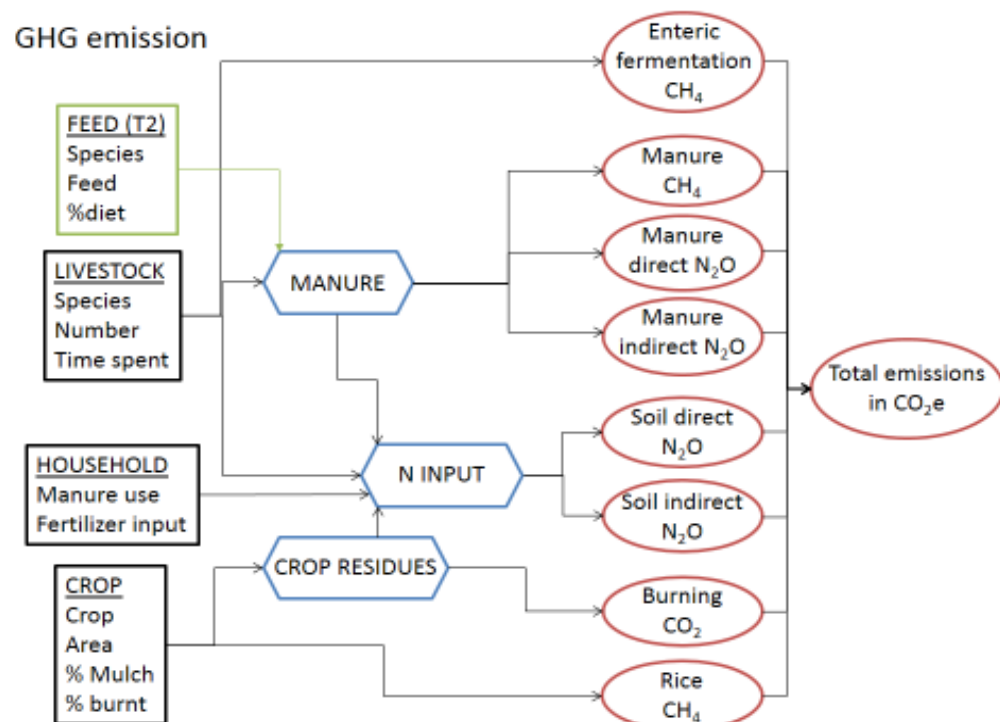 GHG emission
Enteric
fermentation
CH₄
FEED (T2)
Species
Feed
%diet
Manure
CH₄
LIVESTOCK
Species
Number
Time spent
MANURE
Manure
direct N₂O
Manure
indirect N₂O
Total emissions
in CO₂e
HOUSEHOLD
Manure use
Fertilizer input
N INPUT
Soil direct
N₂O
Soil indirect
N₂O
CROP
Crop
Area
% Mulch
% burnt
CROP RESIDUES
Burning
CO₂
Rice
CH₄